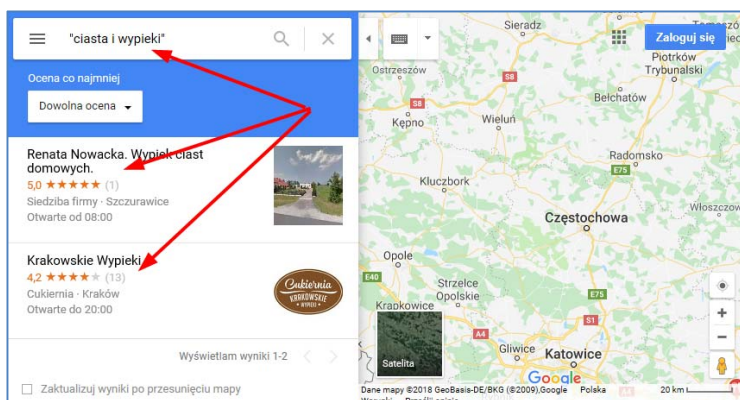 "ciasta i wypieki"
Ocena co najmniej
Dowolna ocena
Renata Nowacka. Wypiek ciast
domowych.
5,0 ★★★★★ (1)
Siedziba firmy · Szczurawice
Otwarte od 08:00
Krakowskie Wypieki
4,2 ★★★★★ (13)
Cukiernia · Kraków
Otwarte do 20:00
Cukiernia
KRAKOWSKIE
WYPIEKI
Wyświetlam wyniki 1-2
Zaktualizuj wyniki po przesunięciu mapy
Sieradz
Zaloguj się
Piotrków
Trybunalski
Ostrzeszów
S8
Bełchatów
S8
Kępno
Wieluń
Radomsko
E75
Kluczbork
Włoszczow
Częstochowa
Opole
E40
Strzelce
Opolskie
E75
Krapkowice
S1
A4
Satelita
Gliwice
Katowice
Google
Dane mapy ©2018 GeoBasis-DE/BKG (©2009),Google Polska 20 km